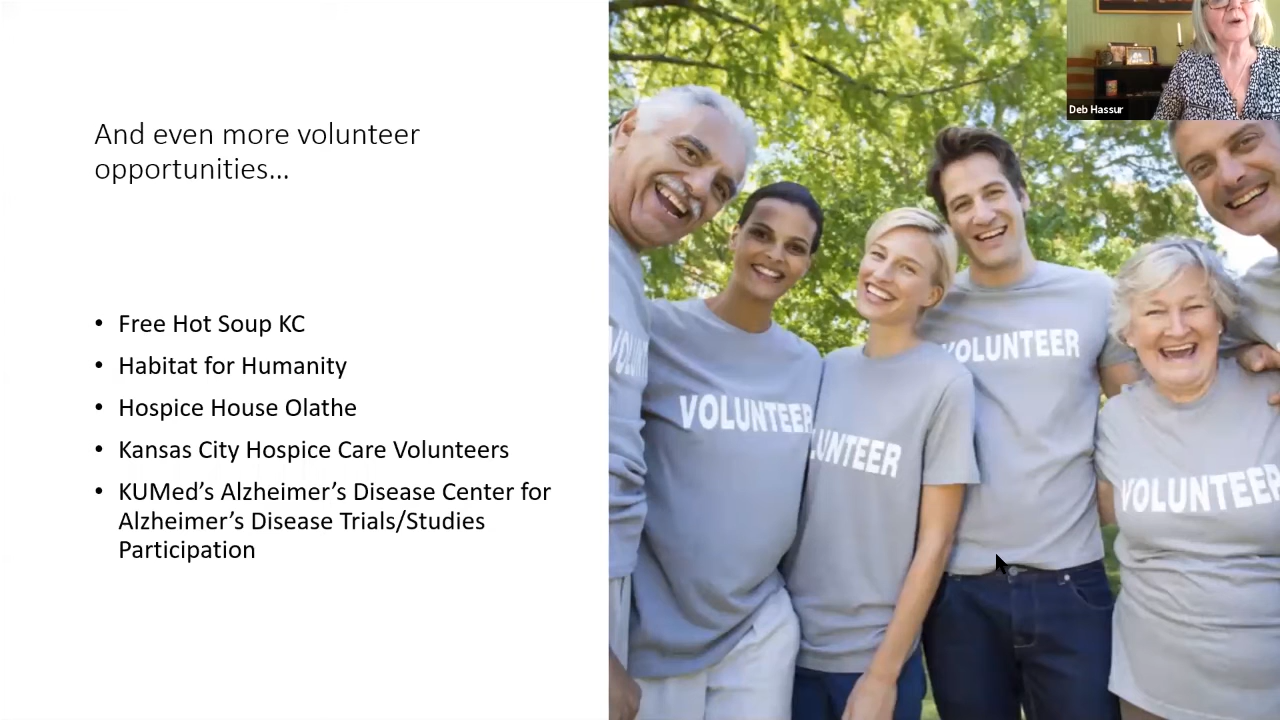 Deb Hassur
And even more volunteer
opportunities...
• Free Hot Soup KC
• Habitat for Humanity
• Hospice House Olathe
• Kansas City Hospice Care Volunteers
• KUMed's Alzheimer's Disease Center for
Alzheimer's Disease Trials/Studies
Participation
VOLUNTEER
VOLUNTEER
VOLUNTEER